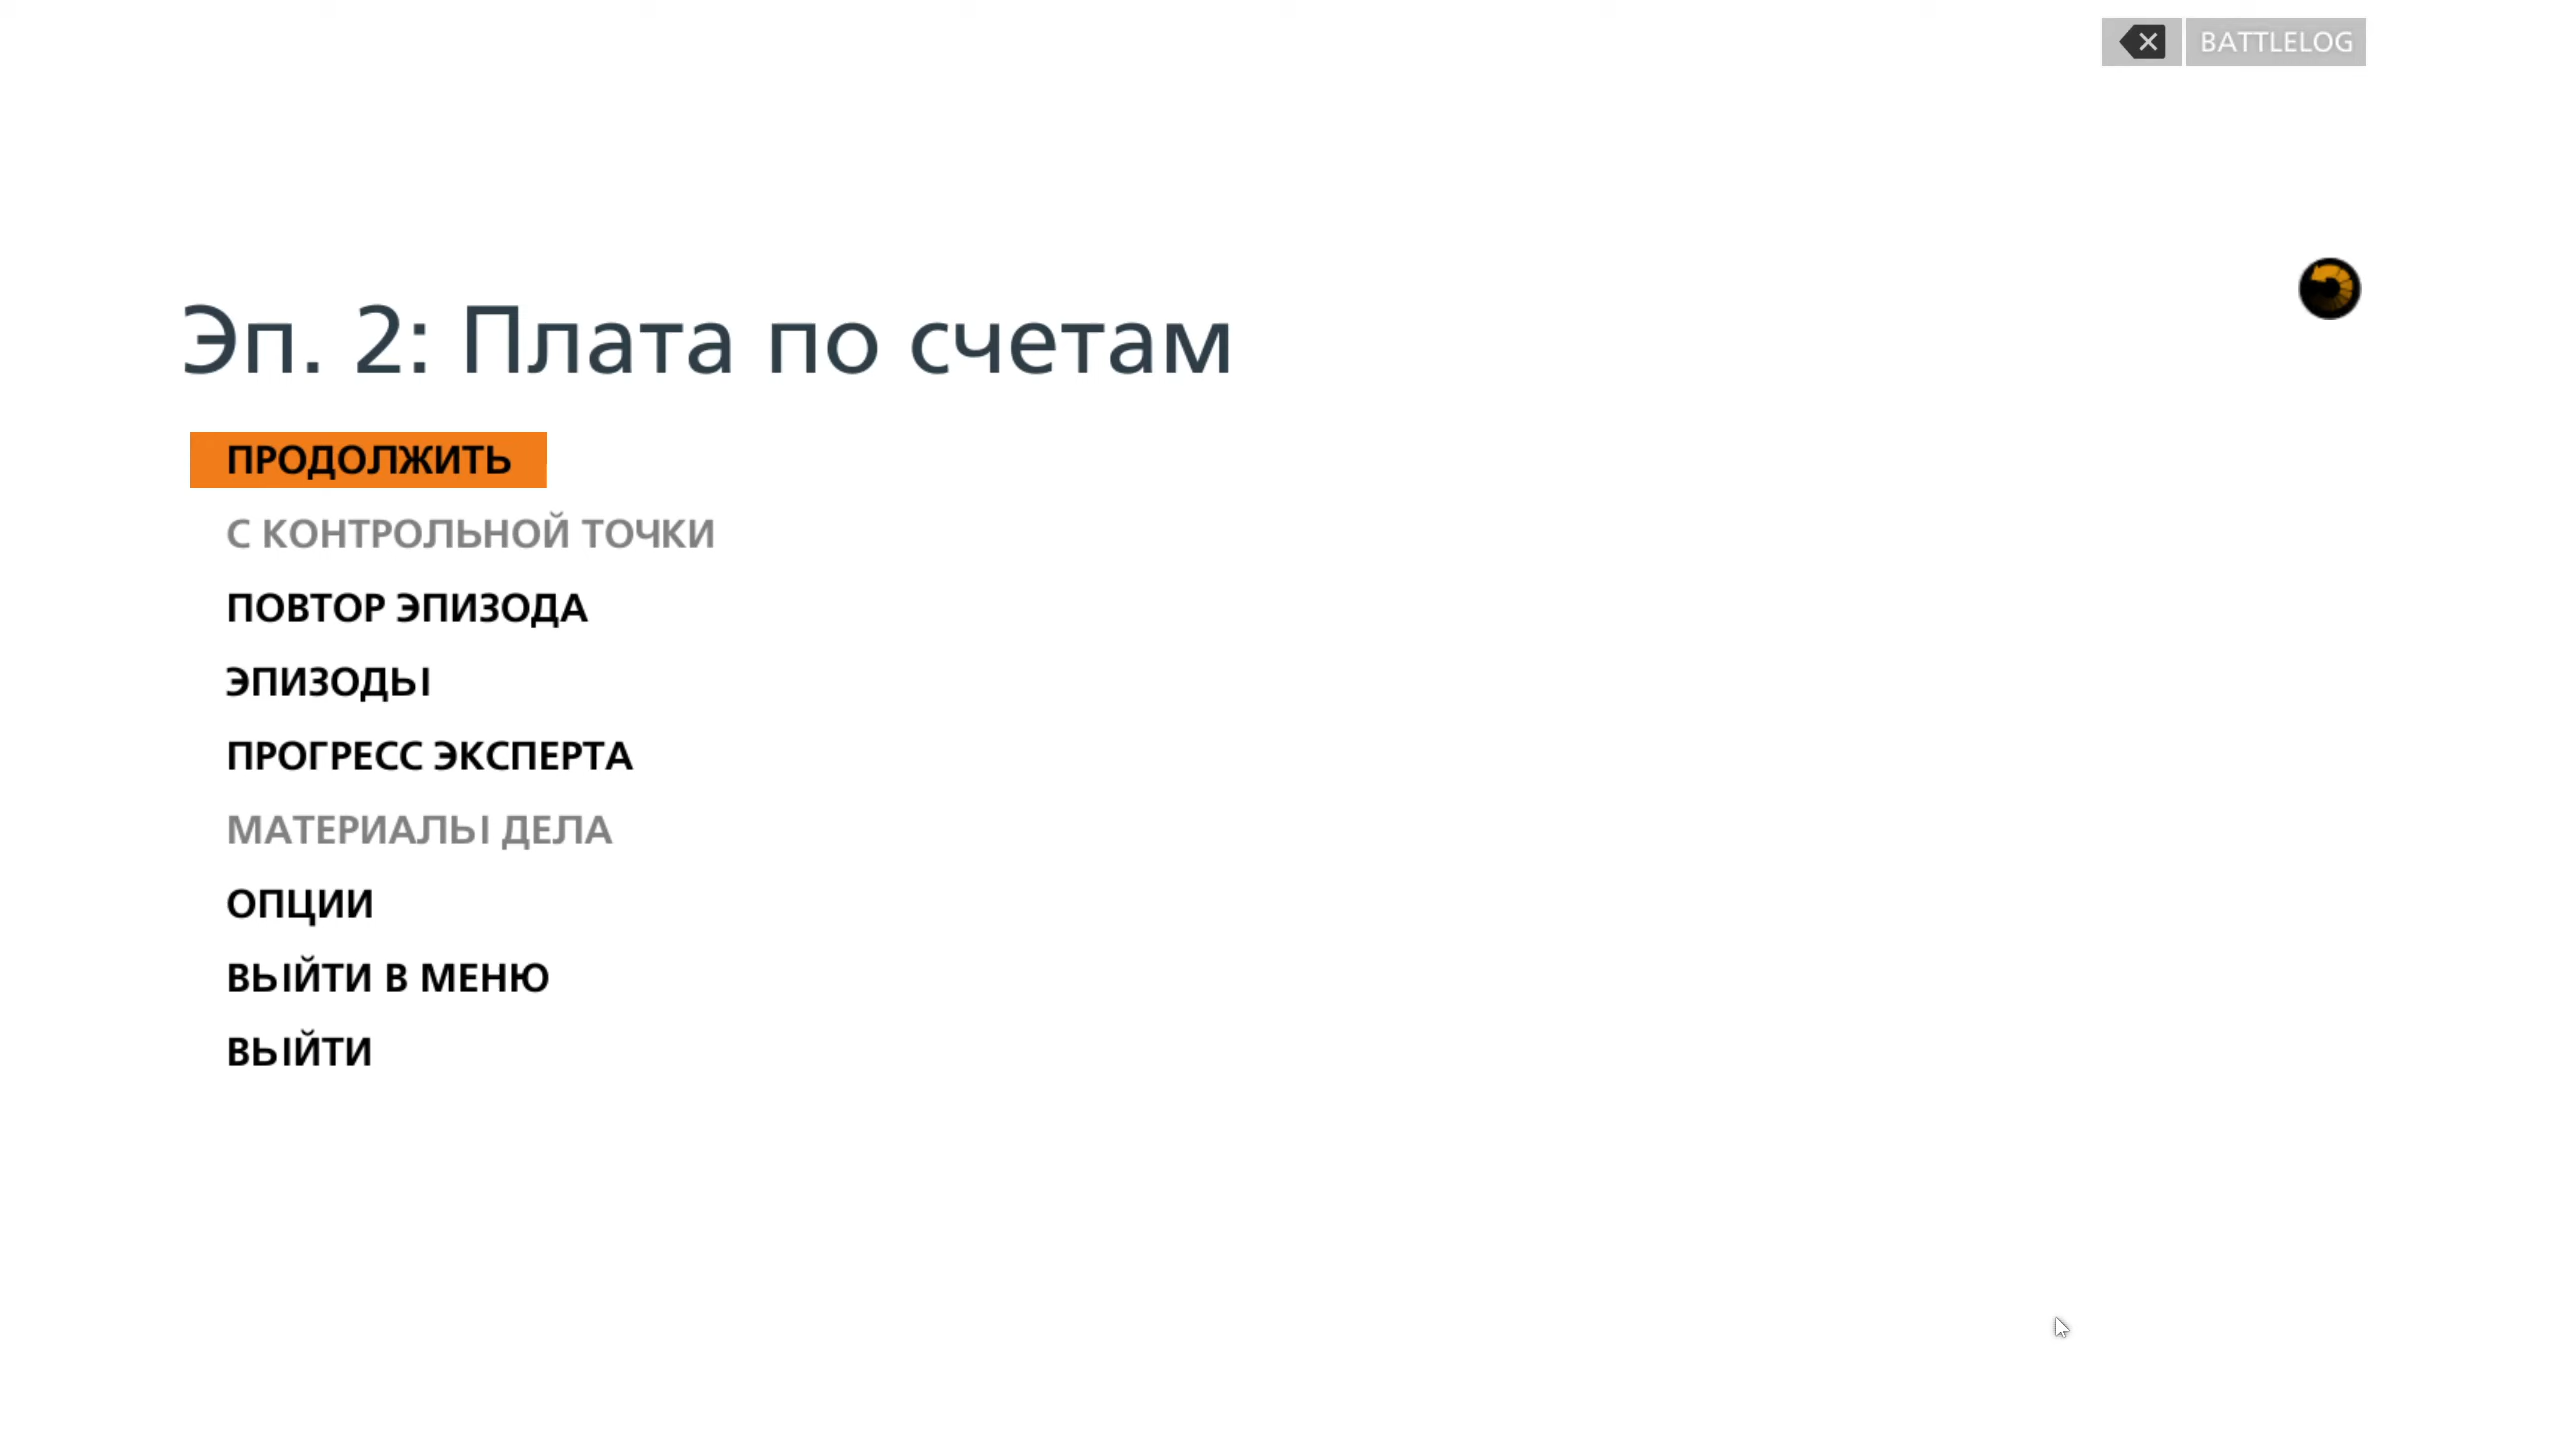 BATTLELOG
Эп. 2: Плата по счетам
ПРОДОЛЖИТЬ
С КОНТРОЛЬНОЙ ТОЧКИ
ПОВТОР ЭПИЗОДА
ЭПИЗОДЫ
ПРОГРЕСС ЭКСПЕРТА
МАТЕРИАЛЫ ДЕЛА
ОПЦИИ
ВЫЙТИ В МЕНЮ
ВЫЙТИ